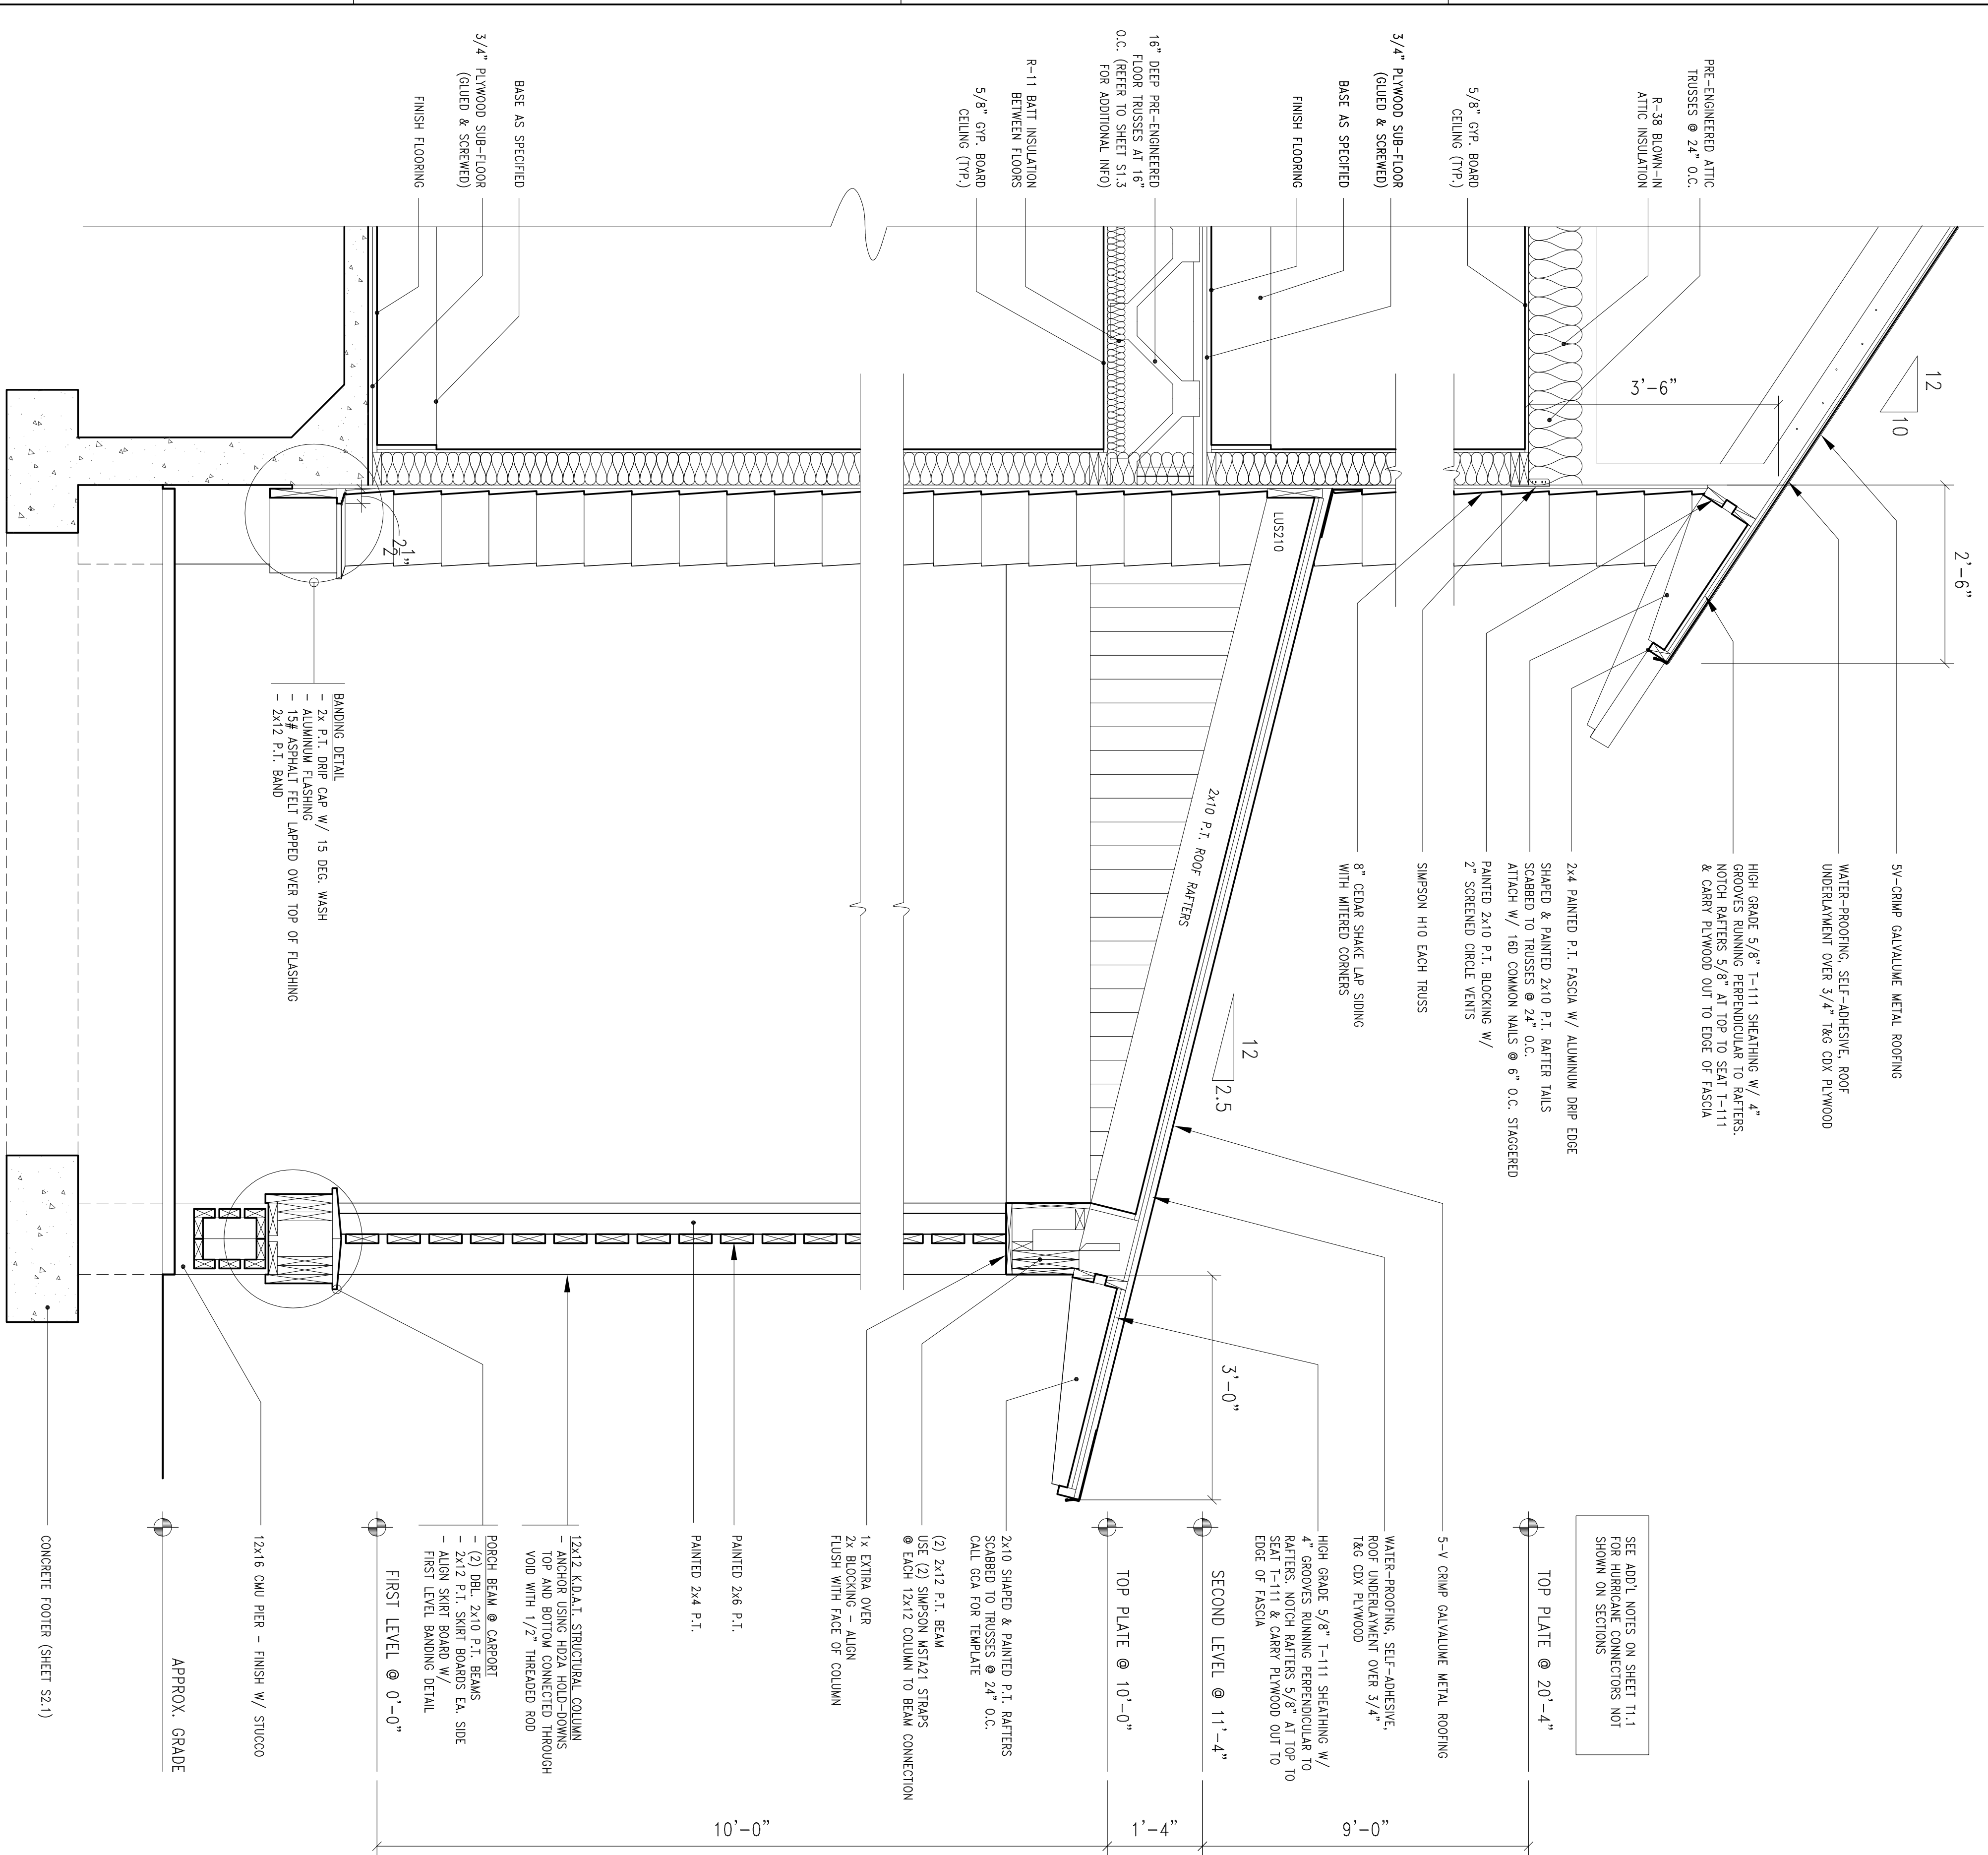 PRE-ENGINEERED ATTIC
TRUSSES @ 24" O.C.
R-38 BLOWN-IN
ATTIC INSULATION
5/8" GYP. BOARD
CEILING (TYP.)
3/4" PLYWOOD SUB-FLOOR
(GLUED & SCREWED)
BASE AS SPECIFIED
FINISH FLOORING
16" DEEP PRE-ENGINEERED
FLOOR TRUSSES AT 16"
O.C. (REFER TO SHEET S1.3
FOR ADDITIONAL INFO)
R-11 BATT INSULATION
BETWEEN FLOORS
5/8" GYP. BOARD
CEILING (TYP.)
BASE AS SPECIFIED
3/4" PLYWOOD SUB-FLOOR
(GLUED & SCREWED)
FINISH FLOORING
12
10
3'-6"
2'-6"
LUS210
2x10 P.T. ROOF RAFTERS
2 1/2"
12
2.5
3'-0"
5V-CRIMP GALVALUME METAL ROOFING
WATER-PROOFING, SELF-ADHESIVE, ROOF
UNDERLAYMENT OVER 3/4" T&G CDX PLYWOOD
HIGH GRADE 5/8" T-111 SHEATHING W/ 4"
GROOVES RUNNING PERPENDICULAR TO RAFTERS.
NOTCH RAFTERS 5/8" AT TOP TO SEAT T-111
& CARRY PLYWOOD OUT TO EDGE OF FASCIA
2x4 PAINTED P.T. FASCIA W/ ALUMINUM DRIP EDGE
SHAPED & PAINTED 2x10 P.T. RAFTER TAILS
SCABBED TO TRUSSES @ 24" O.C.
ATTACH W/ 16D COMMON NAILS @ 6" O.C. STAGGERED
PAINTED 2x10 P.T. BLOCKING W/
2" SCREENED CIRCLE VENTS
SIMPSON H10 EACH TRUSS
8" CEDAR SHAKE LAP SIDING
WITH MITERED CORNERS
BANDING DETAIL
- 2x P.T. DRIP CAP W/ 15 DEG. WASH
- ALUMINUM FLASHING
- 15# ASPHALT FELT LAPPED OVER TOP OF FLASHING
- 2x12 P.T. BAND
SEE ADD'L NOTES ON SHEET T1.1
FOR HURRICANE CONNECTORS NOT
SHOWN ON SECTIONS
TOP PLATE @ 20'-4"
5-V CRIMP GALVALUME METAL ROOFING
WATER-PROOFING, SELF-ADHESIVE,
ROOF UNDERLAYMENT OVER 3/4"
T&G CDX PLYWOOD
HIGH GRADE 5/8" T-111 SHEATHING W/
4" GROOVES RUNNING PERPENDICULAR TO
RAFTERS. NOTCH RAFTERS 5/8" AT TOP TO
SEAT T-111 & CARRY PLYWOOD OUT TO
EDGE OF FASCIA
SECOND LEVEL @ 11'-4"
TOP PLATE @ 10'-0"
2x10 SHAPED & PAINTED P.T. RAFTERS
SCABBED TO TRUSSES @ 24" O.C.
CALL GCA FOR TEMPLATE
(2) 2x12 P.T. BEAM
USE (2) SIMPSON MSTA21 STRAPS
@ EACH 12x12 COLUMN TO BEAM CONNECTION
1x EXTIRA OVER
2x BLOCKING - ALIGN
FLUSH WITH FACE OF COLUMN
PAINTED 2x6 P.T.
PAINTED 2x4 P.T.
12x12 K.D.A.T. STRUCTURAL COLUMN
- ANCHOR USING HD2A HOLD-DOWNS
TOP AND BOTTOM CONNECTED THROUGH
VOID WITH 1/2" THREADED ROD
PORCH BEAM @ CARPORT
- (2) DBL. 2x10 P.T. BEAMS
- 2x12 P.T. SKIRT BOARDS EA. SIDE
- ALIGN SKIRT BOARD W/
FIRST LEVEL BANDING DETAIL
FIRST LEVEL @ 0'-0"
12x16 CMU PIER - FINISH W/ STUCCO
APPROX. GRADE
CONCRETE FOOTER (SHEET S2.1)
9'-0"
1'-4"
10'-0"